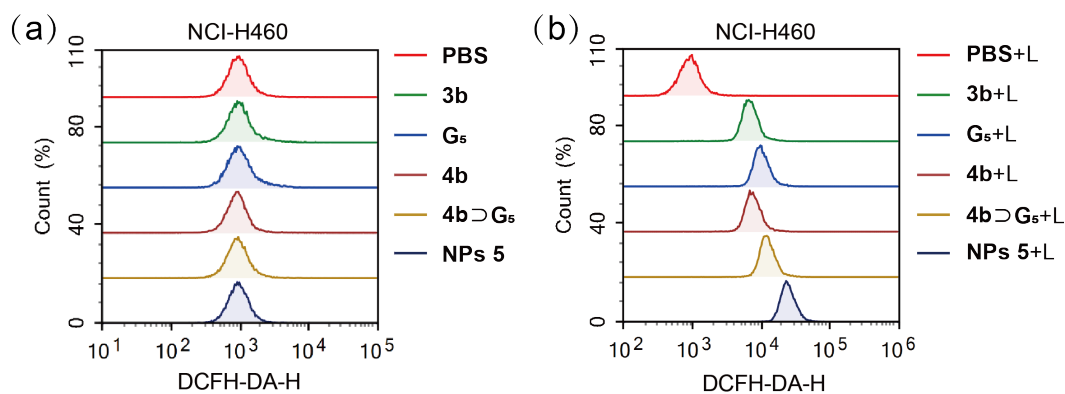 (a)
NCI-H460
110
80
40
0
Count (%)
10¹ 10² 10³ 10⁴ 10⁵
DCFH-DA-H
PBS
3b
G₅
4b
4b⊃G₅
NPs 5
(b)
NCI-H460
110
80
40
0
Count (%)
10² 10³ 10⁴ 10⁵ 10⁶
DCFH-DA-H
PBS+L
3b+L
G₅+L
4b+L
4b⊃G₅+L
NPs 5+L